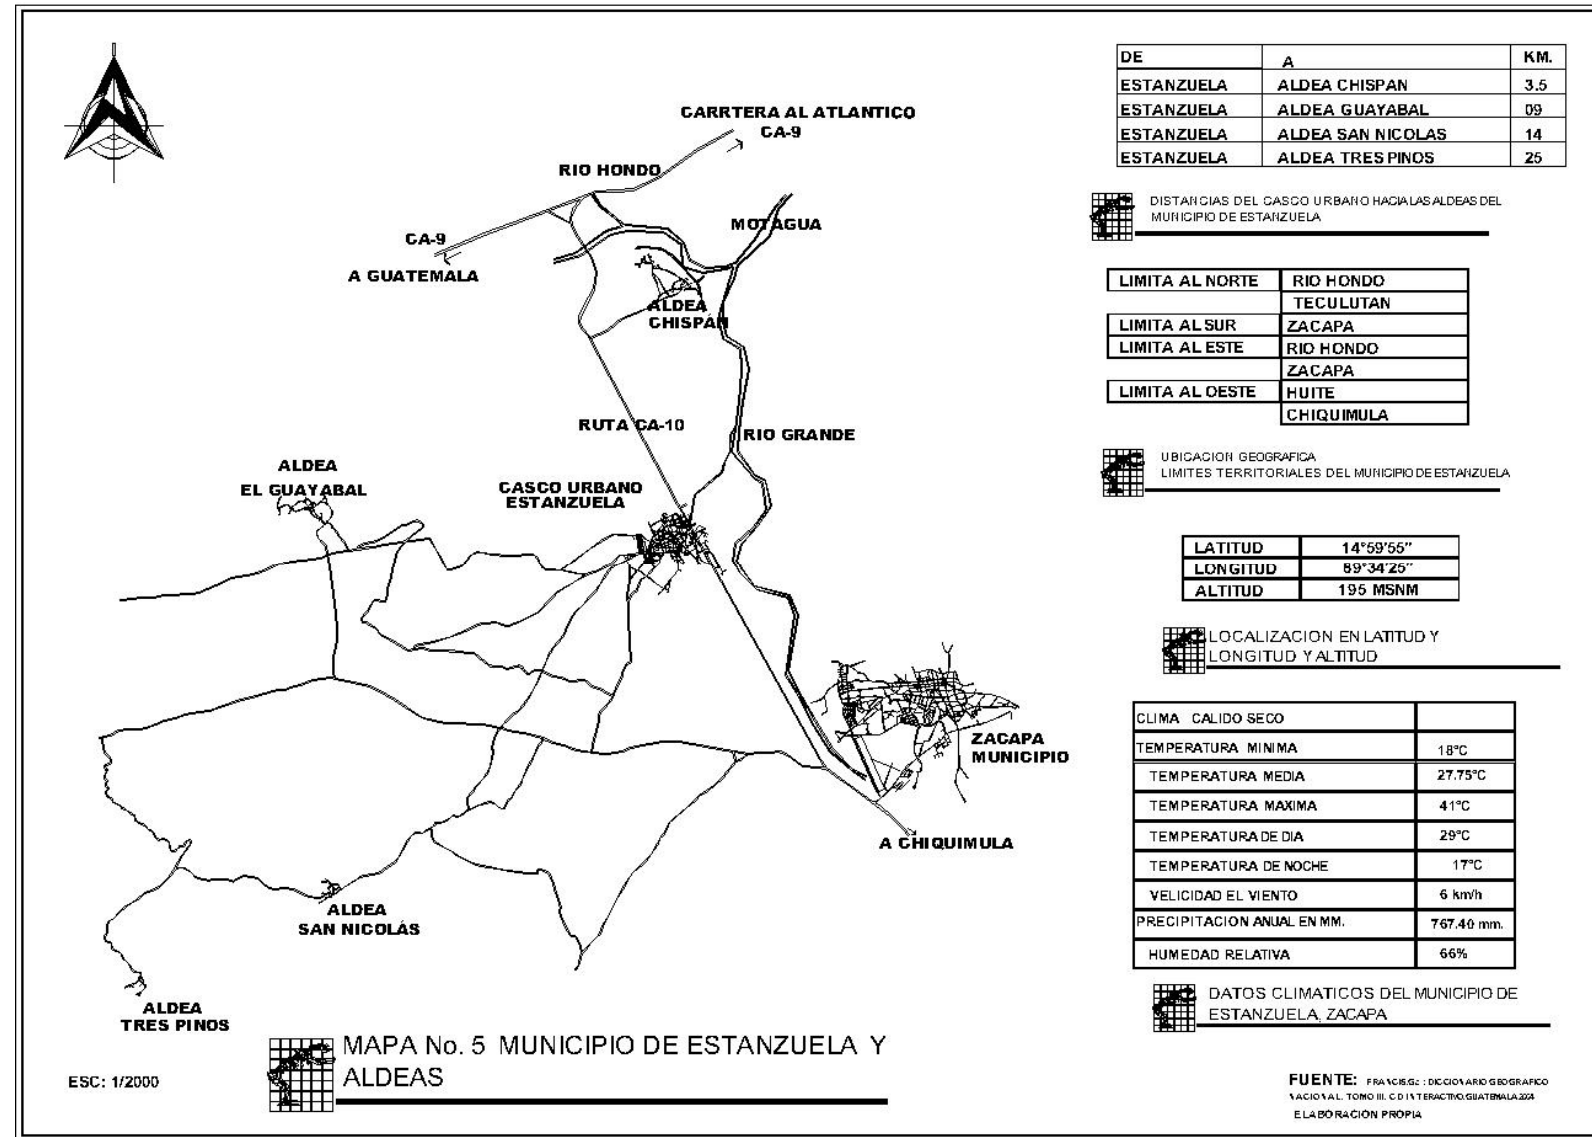 CARRTERA AL ATLANTICO
CA-9
RIO HONDO
MOTAGUA
CA-9
A GUATEMALA
ALDEA
CHISPÁN
RUTA CA-10
RIO GRANDE
ALDEA
EL GUAYABAL
CASCO URBANO
ESTANZUELA
ZACAPA
MUNICIPIO
A CHIQUIMULA
ALDEA
SAN NICOLÁS
ALDEA
TRES PINOS
MAPA No. 5 MUNICIPIO DE ESTANZUELA Y
ALDEAS
ESC: 1/2000
DE A KM.
ESTANZUELA ALDEA CHISPAN 3.5
ESTANZUELA ALDEA GUAYABAL 09
ESTANZUELA ALDEA SAN NICOLAS 14
ESTANZUELA ALDEA TRES PINOS 25
DISTANCIAS DEL CASCO URBANO HACIA LAS ALDEAS DEL
MUNICIPIO DE ESTANZUELA
LIMITA AL NORTE RIO HONDO
TECULUTAN
LIMITA AL SUR ZACAPA
LIMITA AL ESTE RIO HONDO
ZACAPA
LIMITA AL OESTE HUITE
CHIQUIMULA
UBICACION GEOGRAFICA
LIMITES TERRITORIALES DEL MUNICIPIO DE ESTANZUELA
LATITUD 14°59'55"
LONGITUD 89°34'25"
ALTITUD 195 MSNM
LOCALIZACION EN LATITUD Y
LONGITUD Y ALTITUD
CLIMA CALIDO SECO
TEMPERATURA MINIMA 18°C
TEMPERATURA MEDIA 27.75°C
TEMPERATURA MAXIMA 41°C
TEMPERATURA DE DIA 29°C
TEMPERATURA DE NOCHE 17°C
VELICIDAD EL VIENTO 6 km/h
PRECIPITACION ANUAL EN MM. 767.40 mm.
HUMEDAD RELATIVA 66%
DATOS CLIMATICOS DEL MUNICIPIO DE
ESTANZUELA, ZACAPA
FUENTE: : DICCIONARIO GEOGRAFICO
NACIONAL. TOMO III. C D INTERACTIVO.GUATEMALA
ELABORACION PROPIA